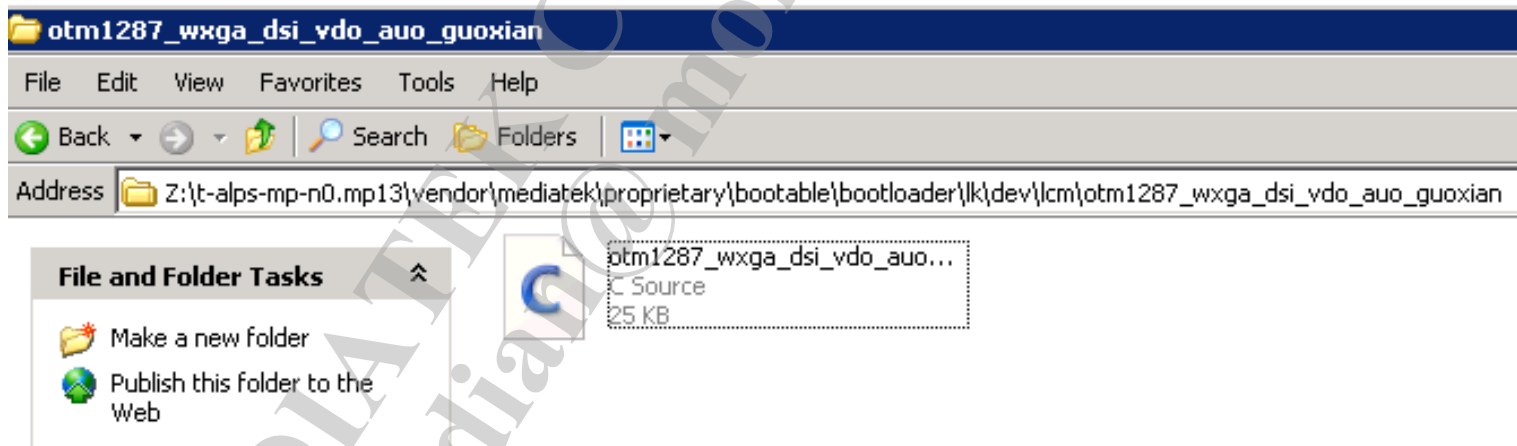 otm1287_wxga_dsi_vdo_auo_guoxian
File Edit View Favorites Tools Help
Back Search Folders
Address Z:\t-alps-mp-n0.mp13\vendor\mediatek\proprietary\bootable\bootloader\lk\dev\lcm\otm1287_wxga_dsi_vdo_auo_guoxian
File and Folder Tasks
Make a new folder
Publish this folder to the
Web
otm1287_wxga_dsi_vdo_auo...
C Source
25 KB